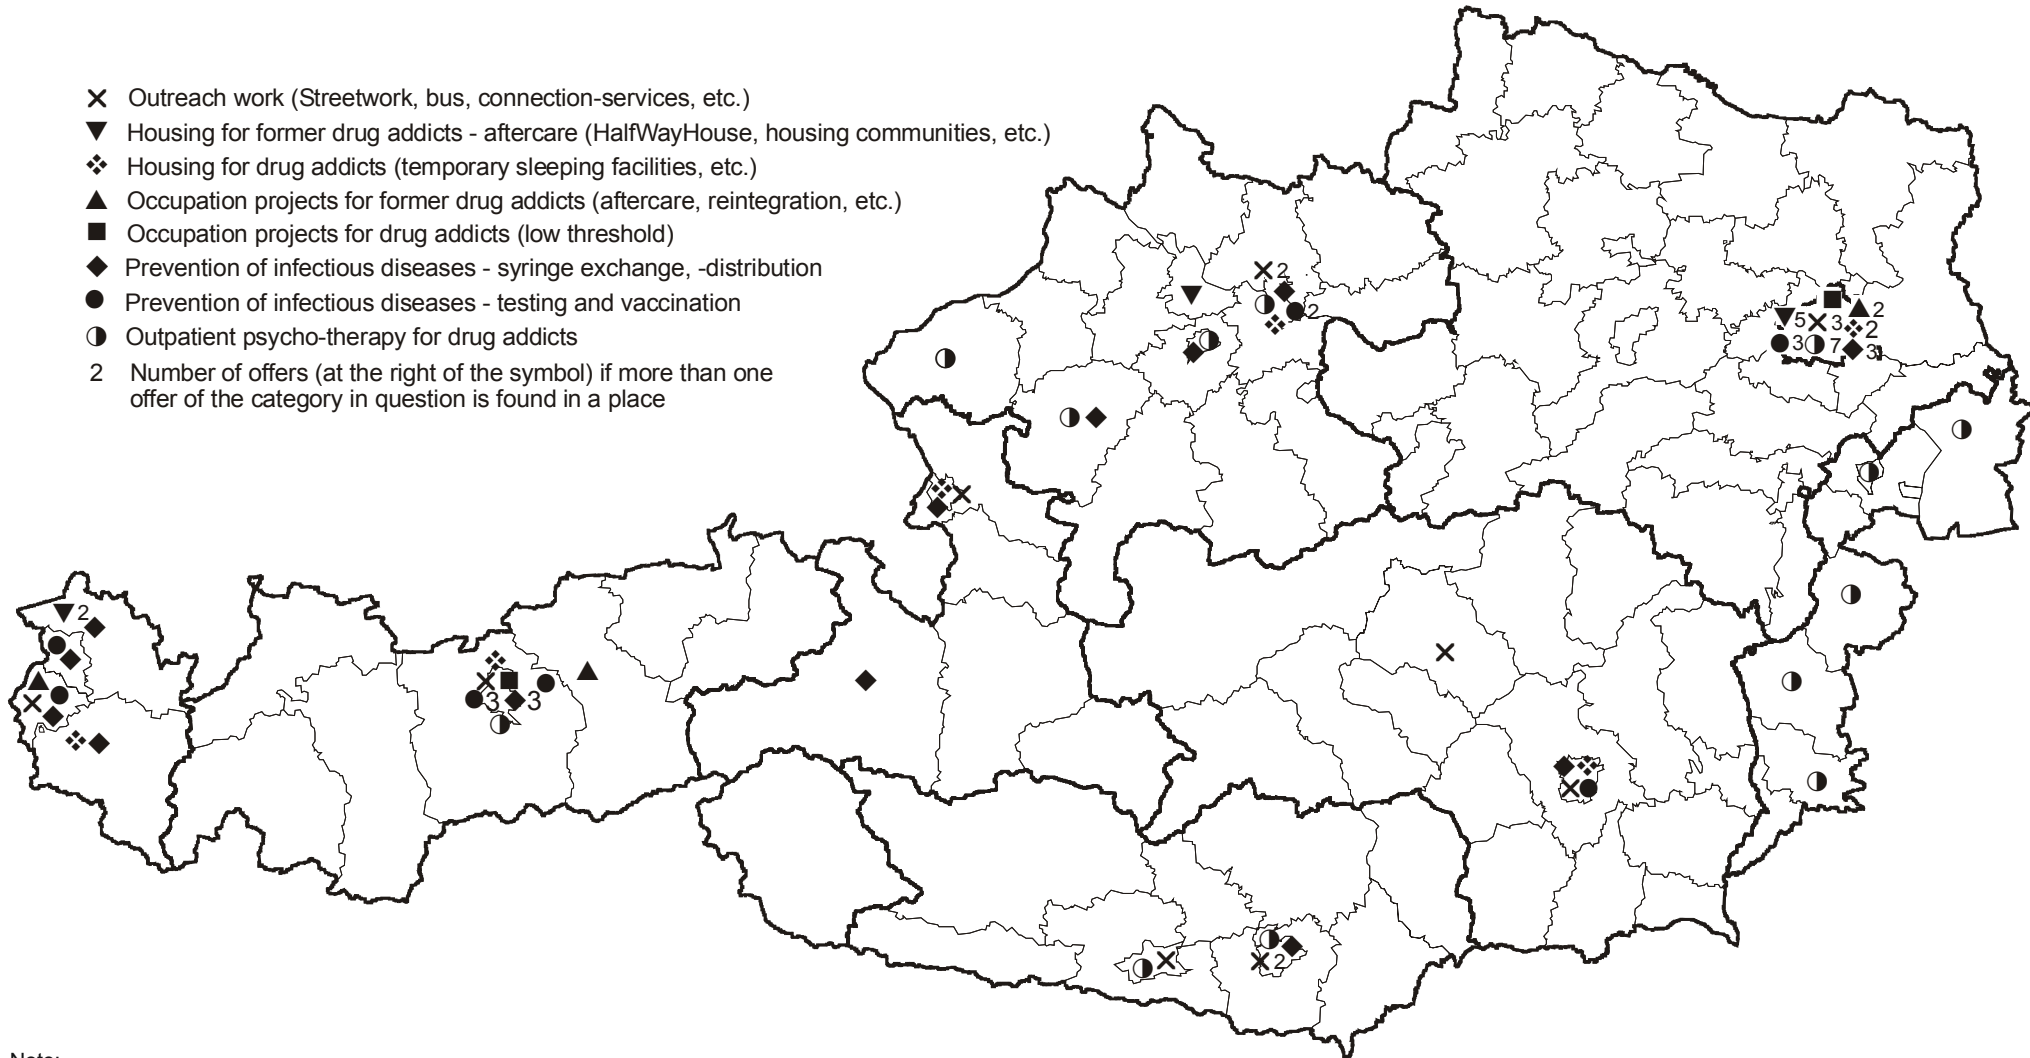 Outreach work (Streetwork, bus, connection-services, etc.)
Housing for former drug addicts - aftercare (HalfWayHouse, housing communities, etc.)
Housing for drug addicts (temporary sleeping facilities, etc.)
Occupation projects for former drug addicts (aftercare, reintegration, etc.)
Occupation projects for drug addicts (low threshold)
Prevention of infectious diseases - syringe exchange, -distribution
Prevention of infectious diseases - testing and vaccination
Outpatient psycho-therapy for drug addicts
2 Number of offers (at the right of the symbol) if more than one
offer of the category in question is found in a place
2
2
2
5 3 2
3 7 3
2
3 3
2